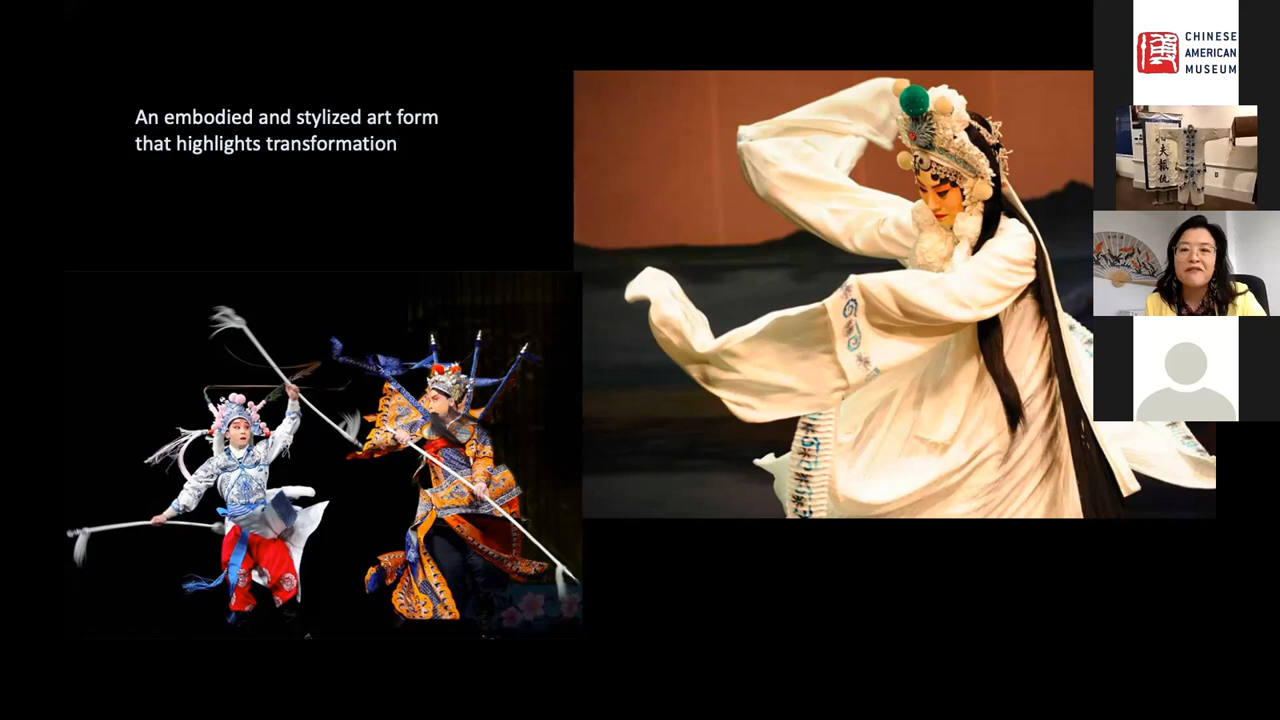 An embodied and stylized art form
that highlights transformation
CHINESE
AMERICAN
MUSEUM